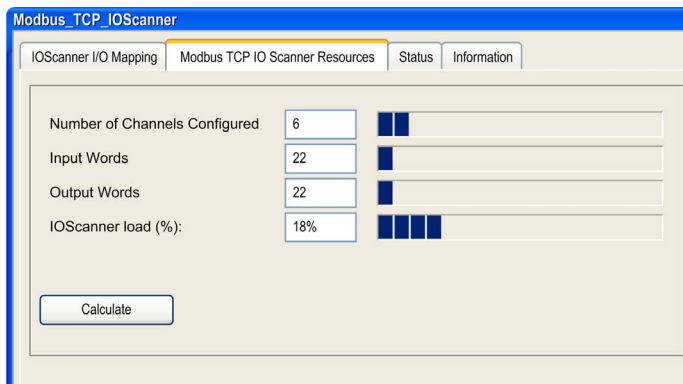 Modbus_TCP_IOScanner
IOScanner I/O Mapping Modbus TCP IO Scanner Resources Status Information
Number of Channels Configured 6
Input Words 22
Output Words 22
IOScanner load (%): 18%
Calculate